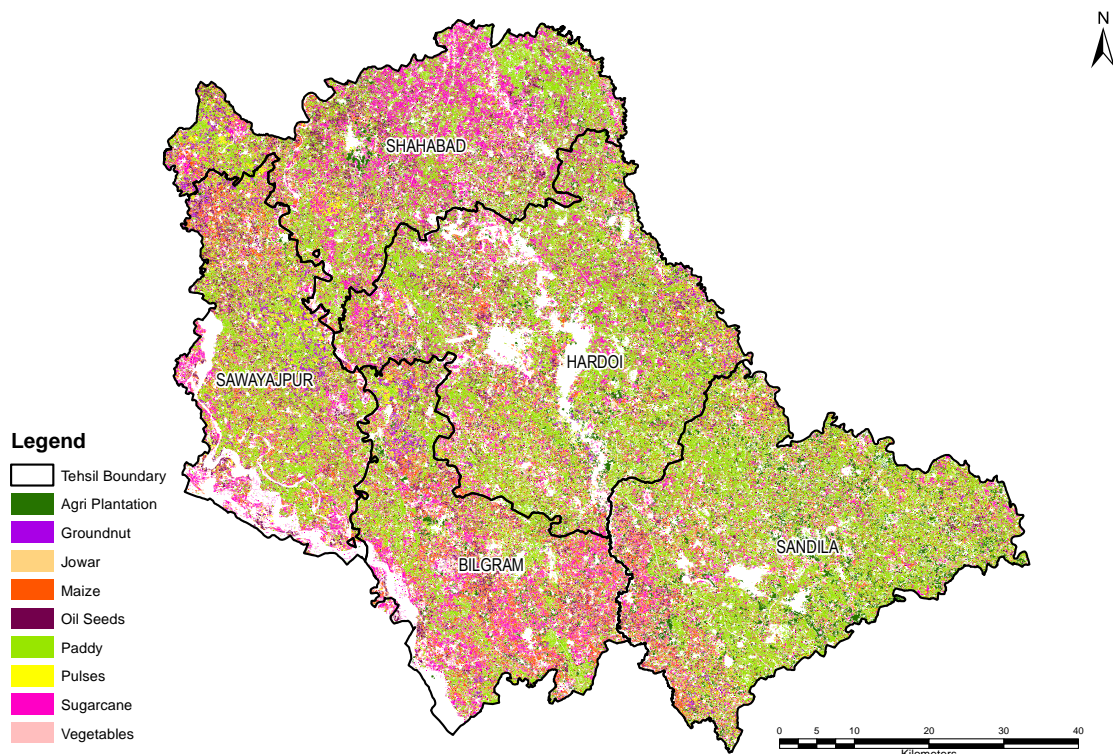 N
SHAHABAD
HARDOI
SAWAYAJPUR
BILGRAM
SANDILA
Legend
Tehsil Boundary
Agri Plantation
Groundnut
Jowar
Maize
Oil Seeds
Paddy
Pulses
Sugarcane
Vegetables
0 5 10 20 30 40
Kilometers